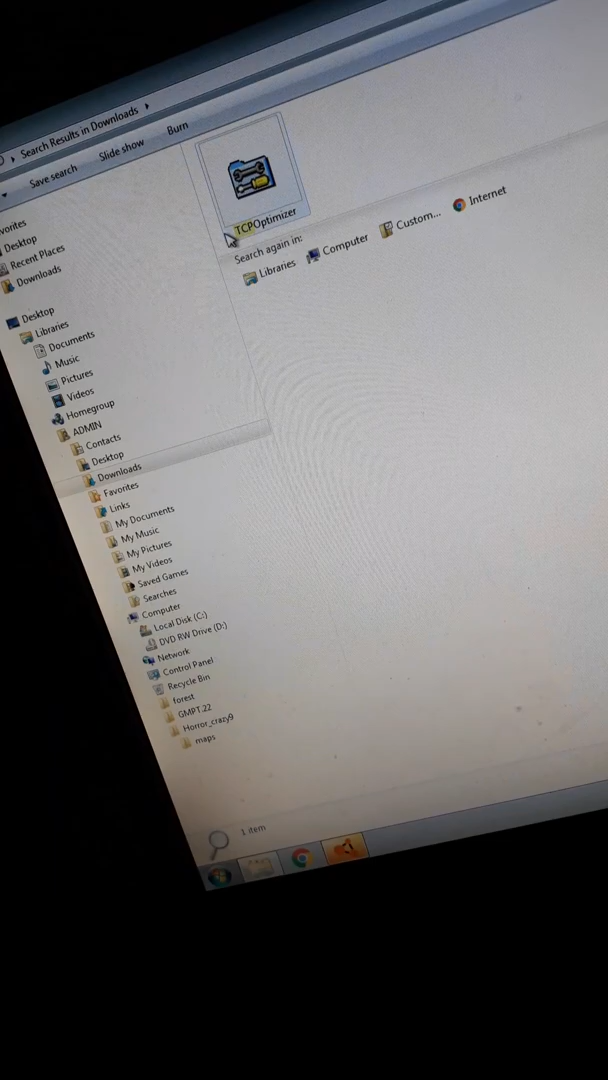 Search Results in Downloads
Save search
Slide show
Burn
TCPOptimizer
Search again in:
Libraries
Computer
Custom...
Internet
vorites
Desktop
Recent Places
Downloads
Desktop
Libraries
Documents
Music
Pictures
Videos
Homegroup
ADMIN
Contacts
Desktop
Downloads
Favorites
Links
My Documents
My Music
My Pictures
My Videos
Saved Games
Searches
Computer
Local Disk (C:)
DVD RW Drive (D:)
Network
Control Panel
Recycle Bin
forest
GMPT.22
Horror_crazy9
maps
1 item